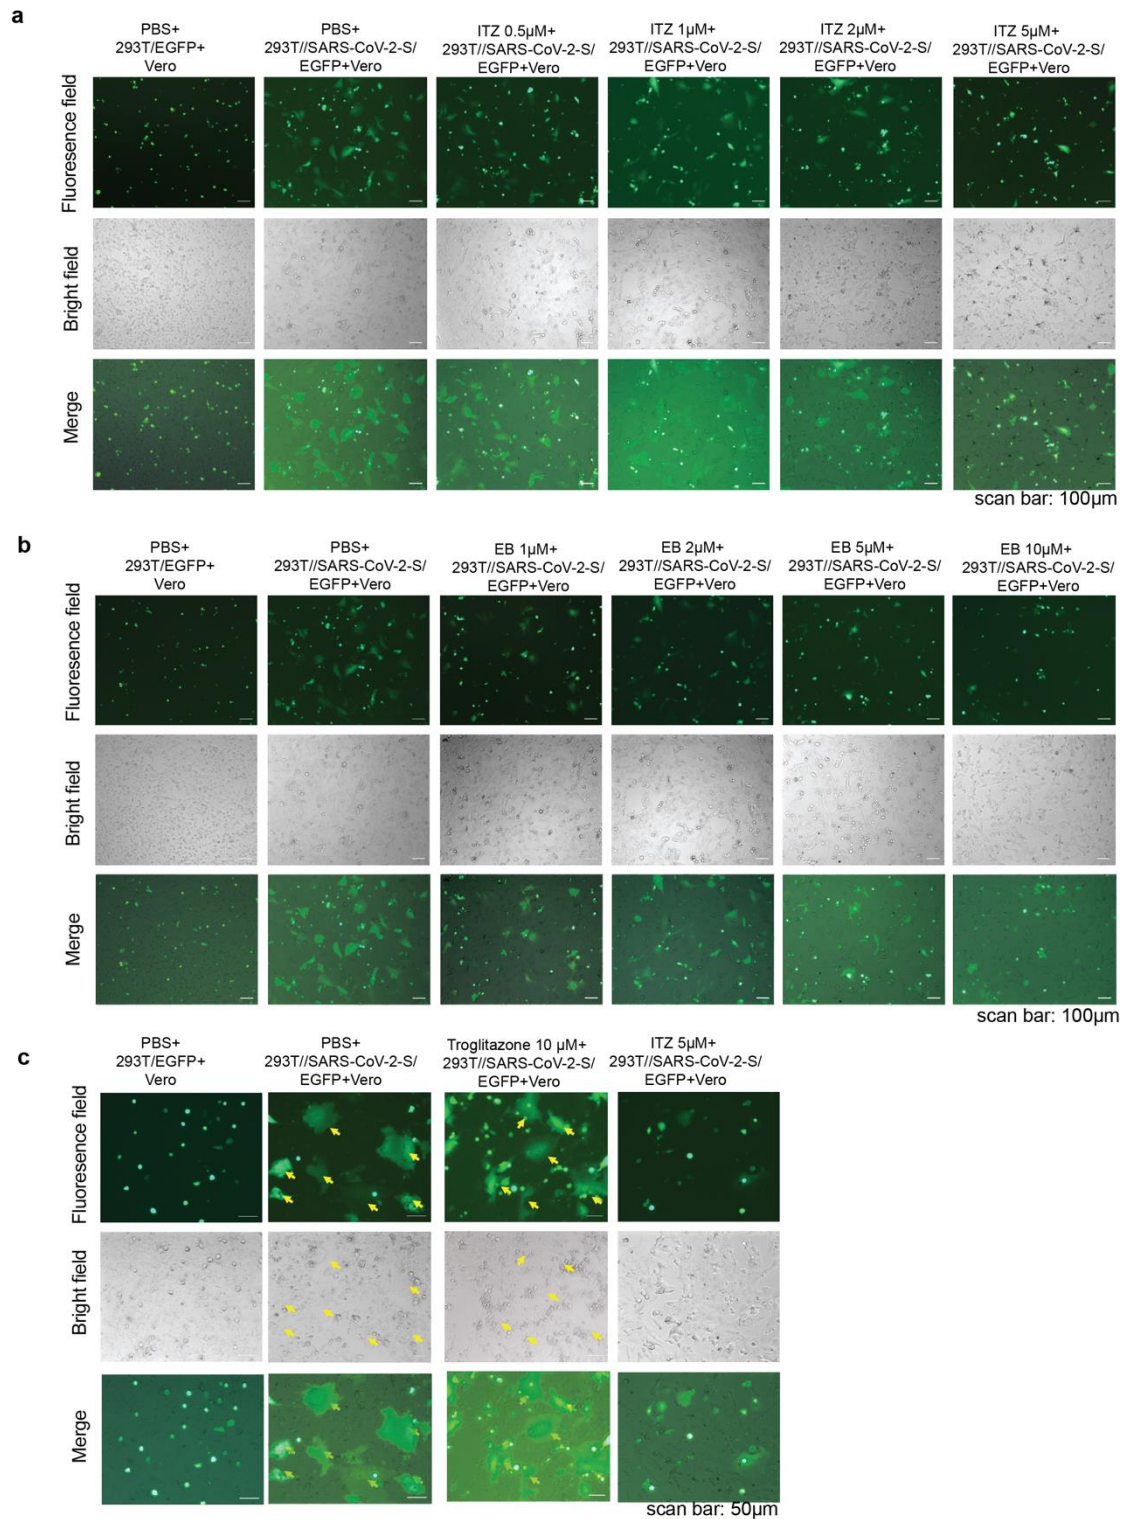 a
PBS+
293T/EGFP+
Vero
PBS+
293T//SARS-CoV-2-S/
EGFP+Vero
ITZ 0.5μM+
293T//SARS-CoV-2-S/
EGFP+Vero
ITZ 1μM+
293T//SARS-CoV-2-S/
EGFP+Vero
ITZ 2μM+
293T//SARS-CoV-2-S/
EGFP+Vero
ITZ 5μM+
293T//SARS-CoV-2-S/
EGFP+Vero
Fluoresence field
Bright field
Merge
scan bar: 100μm
b
PBS+
293T/EGFP+
Vero
PBS+
293T//SARS-CoV-2-S/
EGFP+Vero
EB 1μM+
293T//SARS-CoV-2-S/
EGFP+Vero
EB 2μM+
293T//SARS-CoV-2-S/
EGFP+Vero
EB 5μM+
293T//SARS-CoV-2-S/
EGFP+Vero
EB 10μM+
293T//SARS-CoV-2-S/
EGFP+Vero
Fluoresence field
Bright field
Merge
scan bar: 100μm
c
PBS+
293T/EGFP+
Vero
PBS+
293T//SARS-CoV-2-S/
EGFP+Vero
Troglitazone 10 μM+
293T//SARS-CoV-2-S/
EGFP+Vero
ITZ 5μM+
293T//SARS-CoV-2-S/
EGFP+Vero
Fluoresence field
Bright field
Merge
scan bar: 50μm